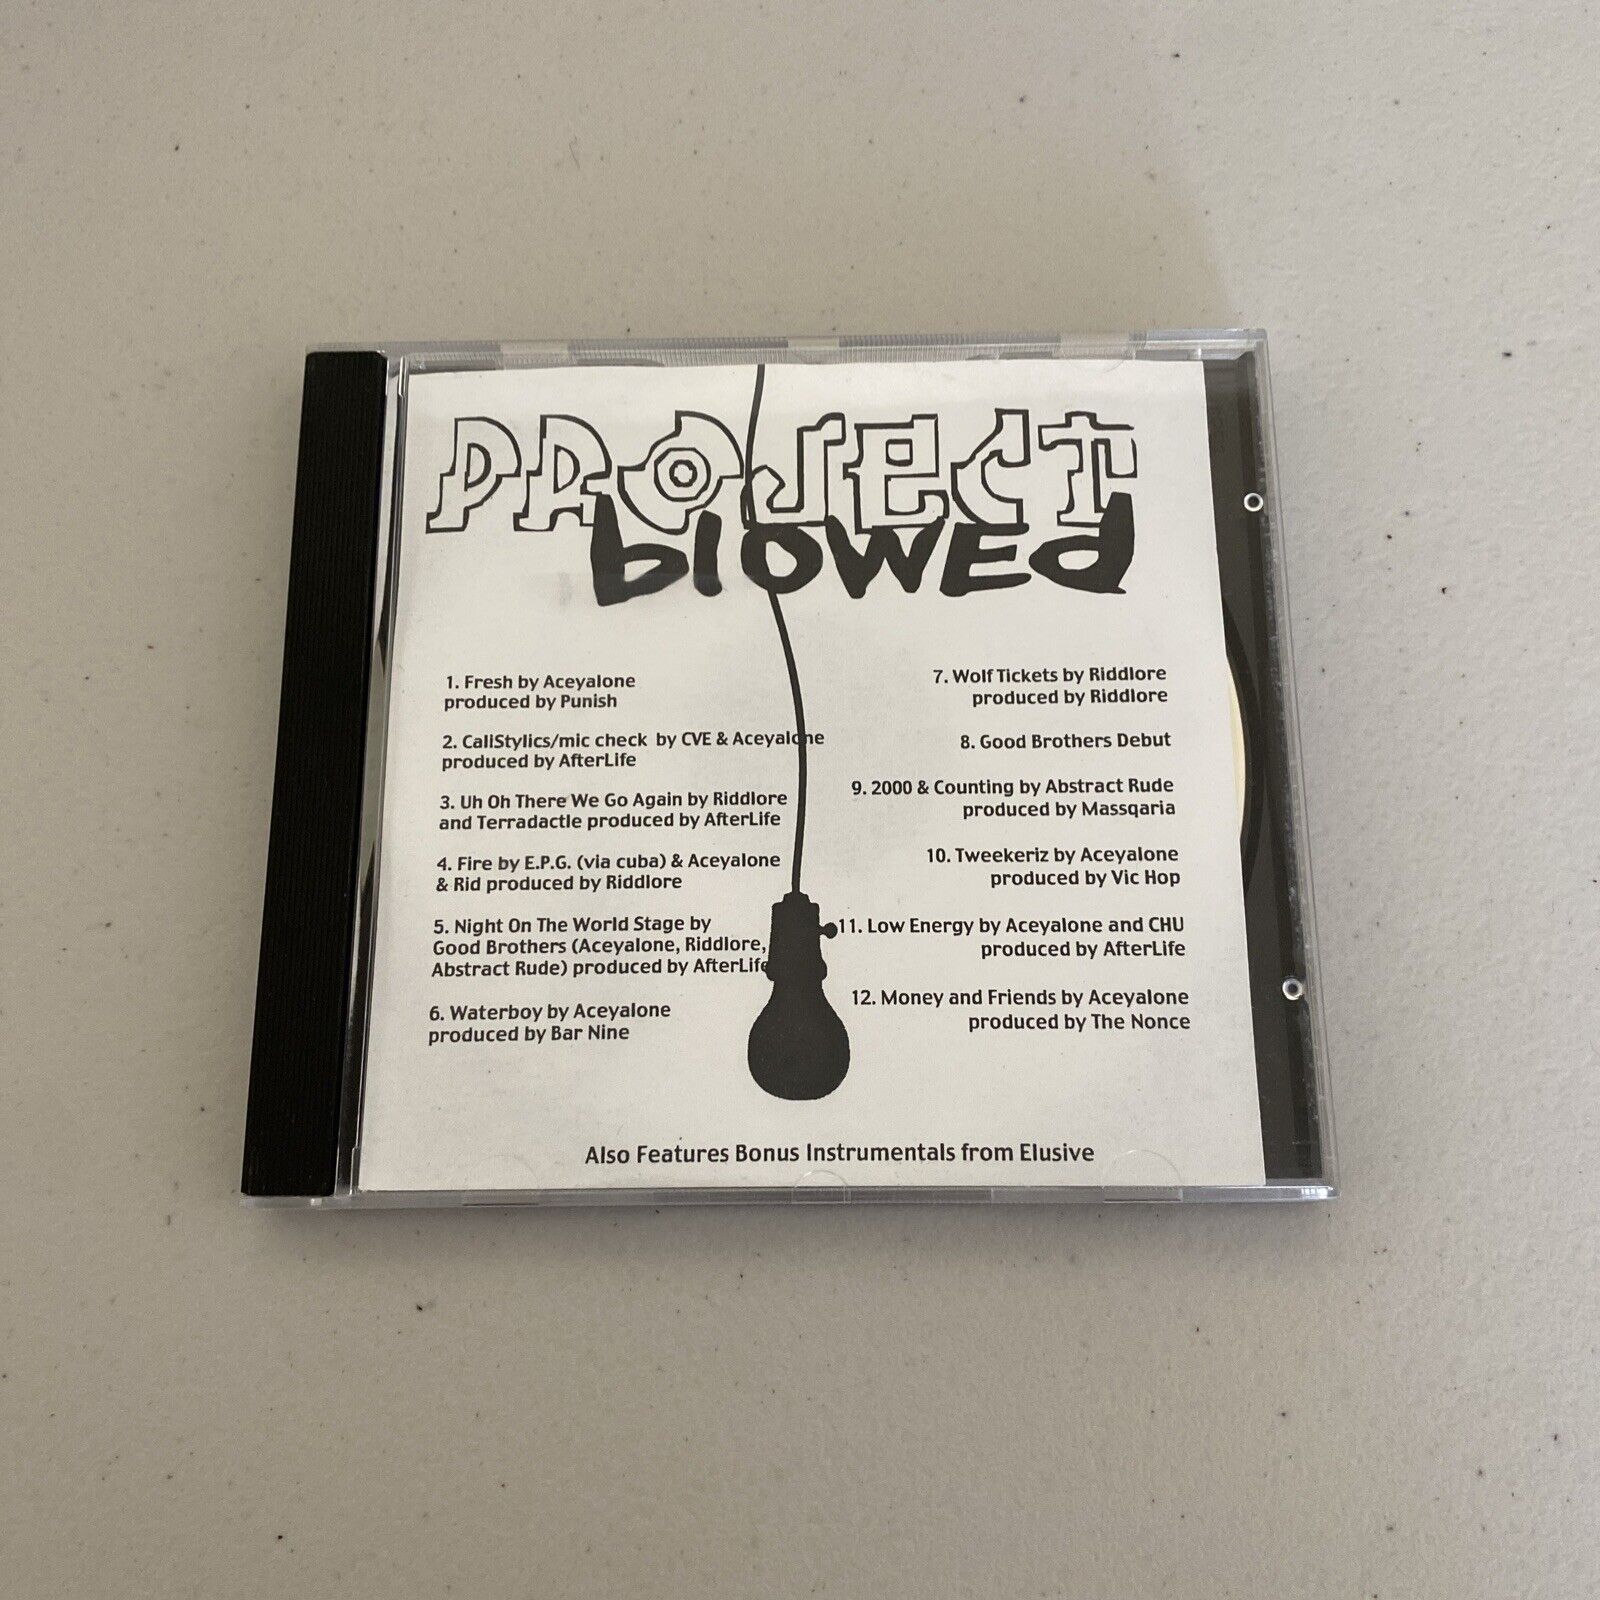 PROJECT
blOWEd
1. Fresh by Aceyalone
produced by Punish
2. CaliStylics/mic check by CVE & Aceyalone
produced by AfterLife
3. Uh Oh There We Go Again by Riddlore
and Terradactle produced by AfterLife
4. Fire by E.P.G. (via cuba) & Aceyalone
& Rid produced by Riddlore
5. Night On The World Stage by
Good Brothers (Aceyalone, Riddlore,
Abstract Rude) produced by AfterLife
6. Waterboy by Aceyalone
produced by Bar Nine
7. Wolf Tickets by Riddlore
produced by Riddlore
8. Good Brothers Debut
9. 2000 & Counting by Abstract Rude
produced by Massqaria
10. Tweekeriz by Aceyalone
produced by Vic Hop
11. Low Energy by Aceyalone and CHU
produced by AfterLife
12. Money and Friends by Aceyalone
produced by The Nonce
Also Features Bonus Instrumentals from Elusive